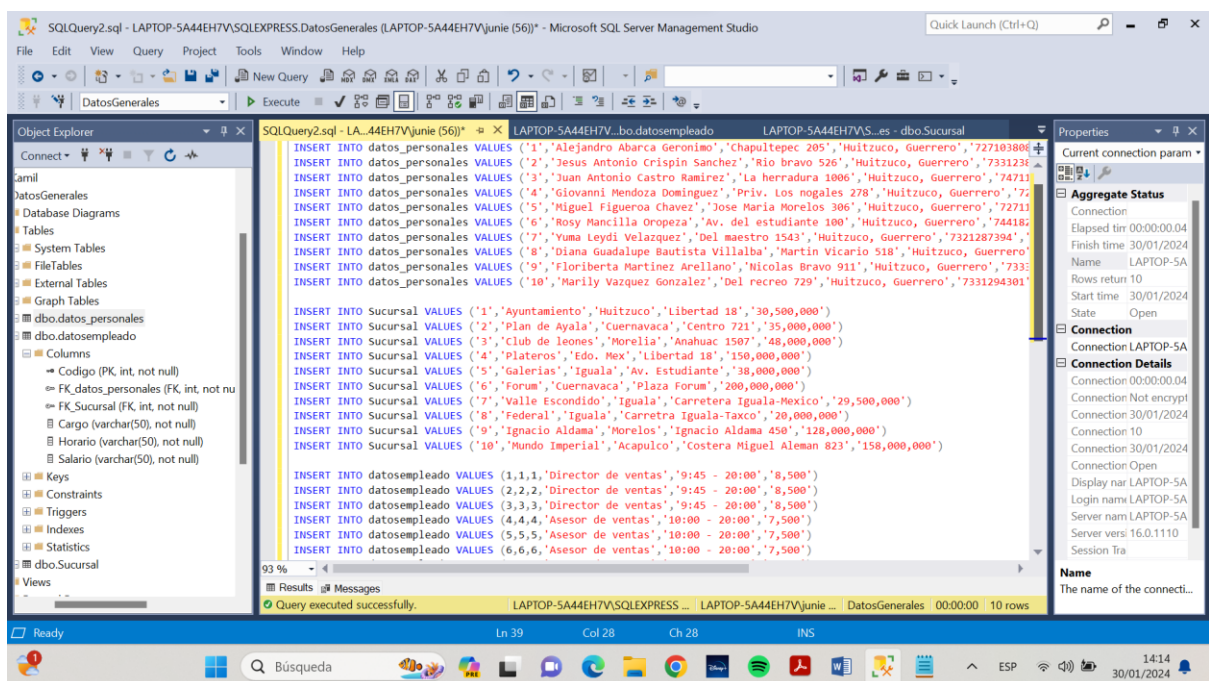 SQLQuery2.sql - LAPTOP-5A44EH7V\SQLEXPRESS.DatosGenerales (LAPTOP-5A44EH7V\junie (56))* - Microsoft SQL Server Management Studio
Quick Launch (Ctrl+Q)
File Edit View Query Project Tools Window Help
New Query
DatosGenerales
Execute
Object Explorer
Connect
Camil
DatosGenerales
Database Diagrams
Tables
System Tables
FileTables
External Tables
Graph Tables
dbo.datos_personales
dbo.datosempleado
Columns
Codigo (PK, int, not null)
FK_datos_personales (FK, int, not nu
FK_Sucursal (FK, int, not null)
Cargo (varchar(50), not null)
Horario (varchar(50), not null)
Salario (varchar(50), not null)
Keys
Constraints
Triggers
Indexes
Statistics
dbo.Sucursal
Views
SQLQuery2.sql - LA...44EH7V\junie (56))* LAPTOP-5A44EH7V...bo.datosempleado LAPTOP-5A44EH7V\S...es - dbo.Sucursal
INSERT INTO datos_personales VALUES ('1','Alejandro Abarca Geronimo','Chapultepec 205','Huitzuco, Guerrero','727103808
INSERT INTO datos_personales VALUES ('2','Jesus Antonio Crispin Sanchez','Rio bravo 526','Huitzuco, Guerrero','7331238
INSERT INTO datos_personales VALUES ('3','Juan Antonio Castro Ramirez','La herradura 1006','Huitzuco, Guerrero','74711
INSERT INTO datos_personales VALUES ('4','Giovanni Mendoza Dominguez','Priv. Los nogales 278','Huitzuco, Guerrero','72
INSERT INTO datos_personales VALUES ('5','Miguel Figueroa Chavez','Jose Maria Morelos 306','Huitzuco, Guerrero','72711
INSERT INTO datos_personales VALUES ('6','Rosy Mancilla Oropeza','Av. del estudiante 100','Huitzuco, Guerrero','744182
INSERT INTO datos_personales VALUES ('7','Yuma Leydi Velazquez','Del maestro 1543','Huitzuco, Guerrero','7321287394','
INSERT INTO datos_personales VALUES ('8','Diana Guadalupe Bautista Villalba','Martin Vicario 518','Huitzuco, Guerrero'
INSERT INTO datos_personales VALUES ('9','Floriberta Martinez Arellano','Nicolas Bravo 911','Huitzuco, Guerrero','733
INSERT INTO datos_personales VALUES ('10','Marily Vazquez Gonzalez','Del recreo 729','Huitzuco, Guerrero','7331294301'
INSERT INTO Sucursal VALUES ('1','Ayuntamiento','Huitzuco','Libertad 18','30,500,000')
INSERT INTO Sucursal VALUES ('2','Plan de Ayala','Cuernavaca','Centro 721','35,000,000')
INSERT INTO Sucursal VALUES ('3','Club de leones','Morelia','Anahuac 1507','48,000,000')
INSERT INTO Sucursal VALUES ('4','Plateros','Edo. Mex','Libertad 18','150,000,000')
INSERT INTO Sucursal VALUES ('5','Galerias','Iguala','Av. Estudiante','38,000,000')
INSERT INTO Sucursal VALUES ('6','Forum','Cuernavaca','Plaza Forum','200,000,000')
INSERT INTO Sucursal VALUES ('7','Valle Escondido','Iguala','Carretera Iguala-Mexico','29,500,000')
INSERT INTO Sucursal VALUES ('8','Federal','Iguala','Carretra Iguala-Taxco','20,000,000')
INSERT INTO Sucursal VALUES ('9','Ignacio Aldama','Morelos','Ignacio Aldama 450','128,000,000')
INSERT INTO Sucursal VALUES ('10','Mundo Imperial','Acapulco','Costera Miguel Aleman 823','158,000,000')
INSERT INTO datosempleado VALUES (1,1,1,'Director de ventas','9:45 - 20:00','8,500')
INSERT INTO datosempleado VALUES (2,2,2,'Director de ventas','9:45 - 20:00','8,500')
INSERT INTO datosempleado VALUES (3,3,3,'Director de ventas','9:45 - 20:00','8,500')
INSERT INTO datosempleado VALUES (4,4,4,'Asesor de ventas','10:00 - 20:00','7,500')
INSERT INTO datosempleado VALUES (5,5,5,'Asesor de ventas','10:00 - 20:00','7,500')
INSERT INTO datosempleado VALUES (6,6,6,'Asesor de ventas','10:00 - 20:00','7,500')
93 %
Results Messages
Query executed successfully. LAPTOP-5A44EH7V\SQLEXPRESS ... LAPTOP-5A44EH7V\junie ... DatosGenerales 00:00:00 10 rows
Properties
Current connection param
Aggregate Status
Connection
Elapsed tim 00:00:00.04
Finish time 30/01/2024
Name LAPTOP-5A
Rows return 10
Start time 30/01/2024
State Open
Connection
Connection LAPTOP-5A
Connection Details
Connection 00:00:00.04
Connection Not encrypt
Connection 30/01/2024
Connection 10
Connection 30/01/2024
Connection Open
Display nar LAPTOP-5A
Login name LAPTOP-5A
Server nam LAPTOP-5A
Server versi 16.0.1110
Session Tra
Name
The name of the connecti...
Ready Ln 39 Col 28 Ch 28 INS
Búsqueda
ESP
14:14
30/01/2024